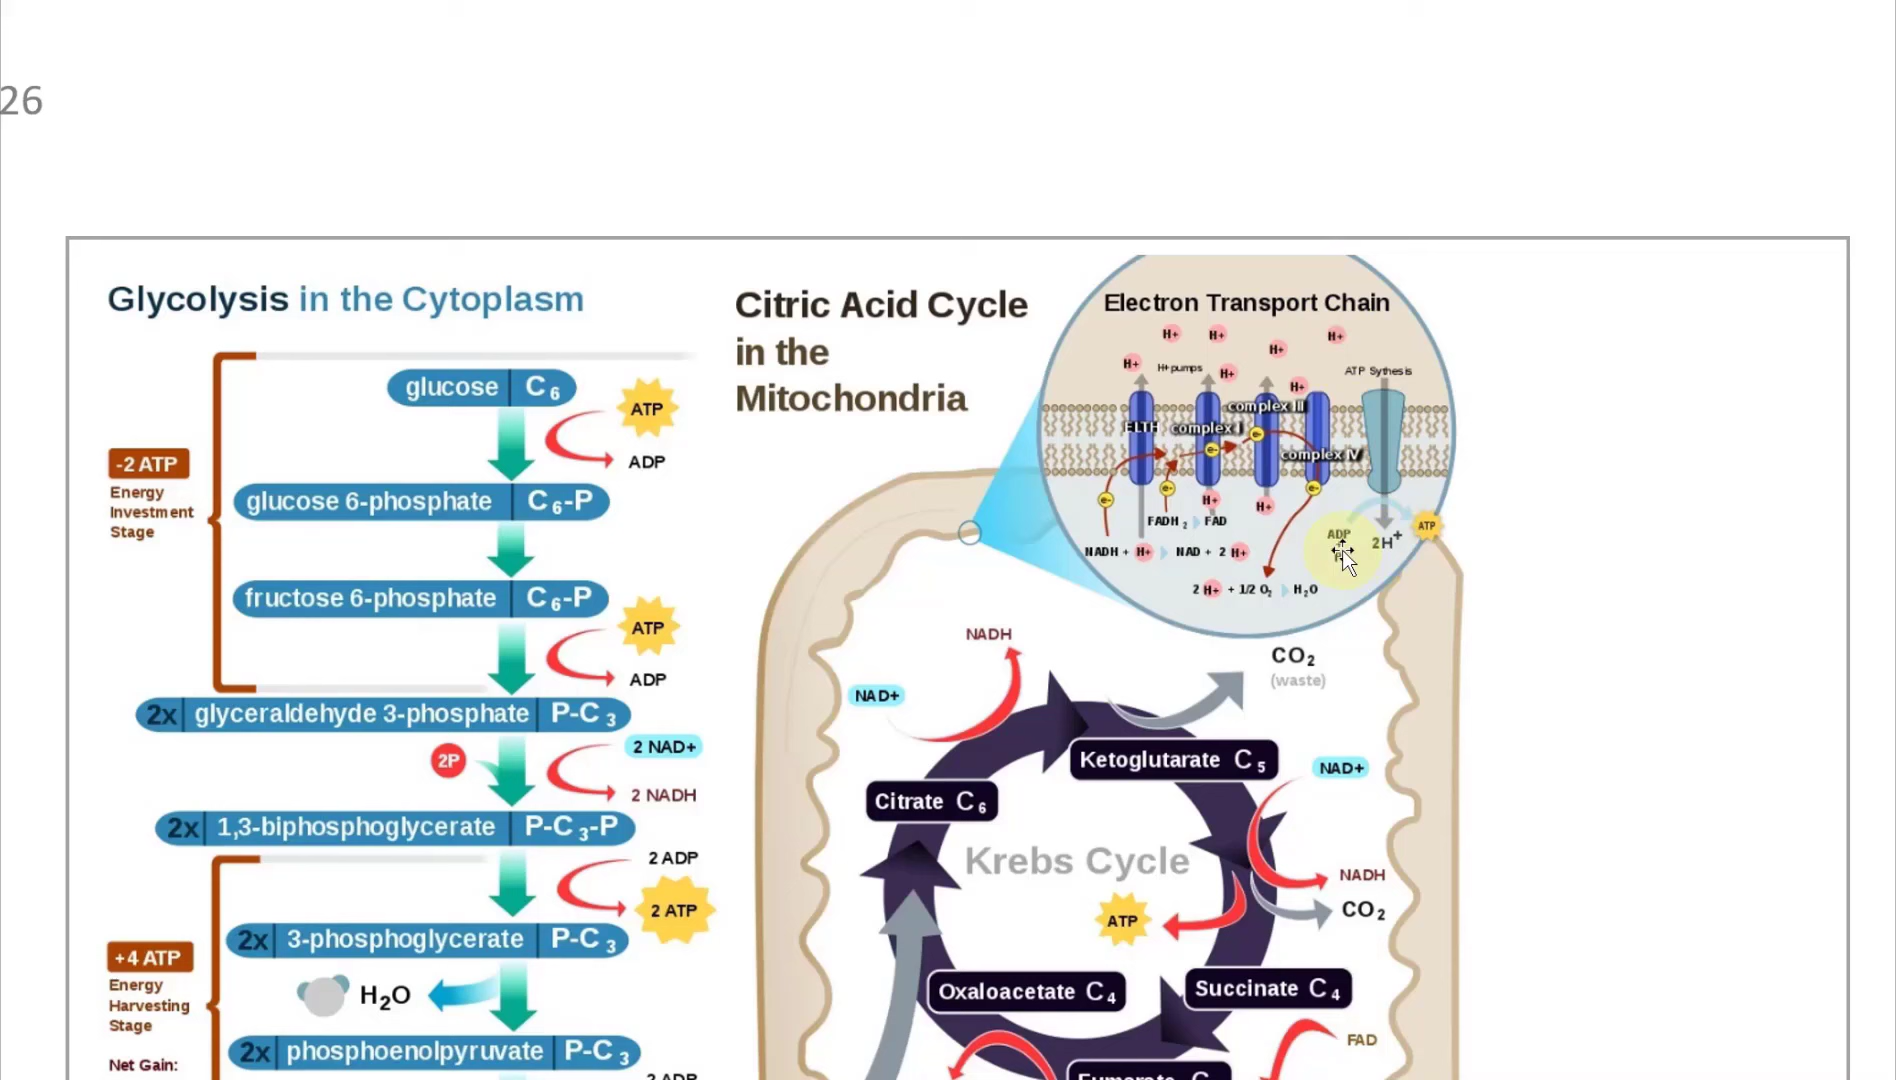 26
Glycolysis in the Cytoplasm
glucose C6
ATP
ADP
-2 ATP
Energy
Investment
Stage
glucose 6-phosphate C6-P
fructose 6-phosphate C6-P
ATP
ADP
2x glyceraldehyde 3-phosphate P-C3
2P
2 NAD+
2 NADH
2x 1,3-biphosphoglycerate P-C3-P
2 ADP
2 ATP
2x 3-phosphoglycerate P-C3
+4 ATP
Energy
Harvesting
Stage
H2O
2x phosphoenolpyruvate P-C3
Net Gain:
2 ADP
Citric Acid Cycle
in the
Mitochondria
Electron Transport Chain
H+ H+ H+ H+
H+ H+ pumps H+ H+
ATP Sythesis
complex III
ELTH complex I
e-
e-
complex IV
e- e- e-
H+ H+
FADH2 FAD
ADP
2H+
ATP
NADH + H+ NAD + 2 H+
2 H+ + 1/2 O2 H2O
NADH
CO2
(waste)
NAD+
Ketoglutarate C5
NAD+
Citrate C6
Krebs Cycle
NADH
CO2
ATP
Oxaloacetate C4
Succinate C4
FAD
Fumarate C